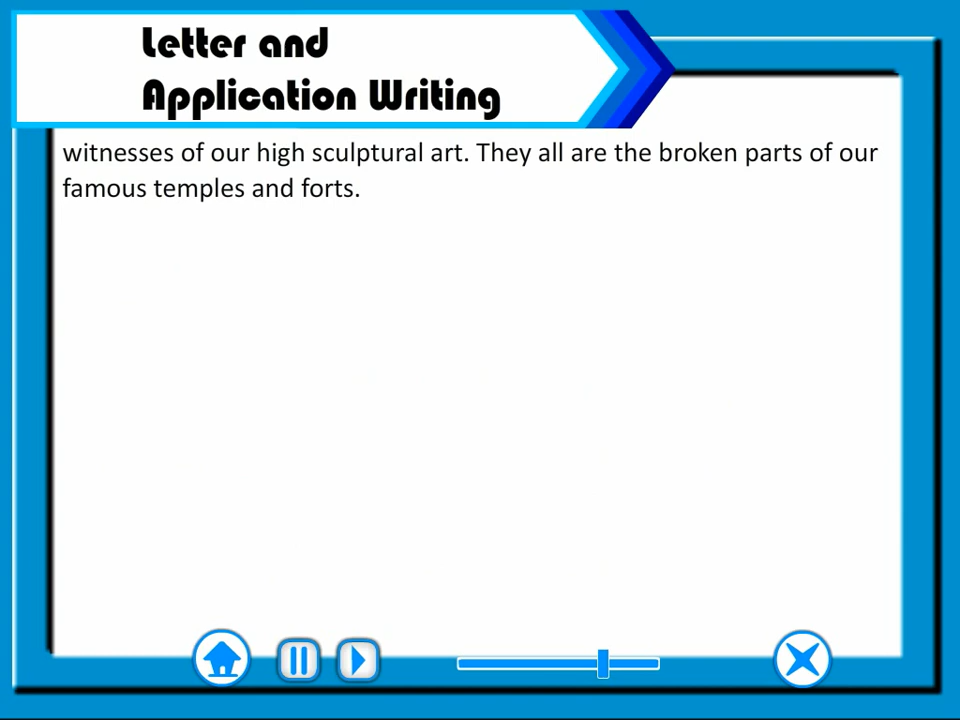 Letter and
Application Writing
witnesses of our high sculptural art. They all are the broken parts of our
famous temples and forts.